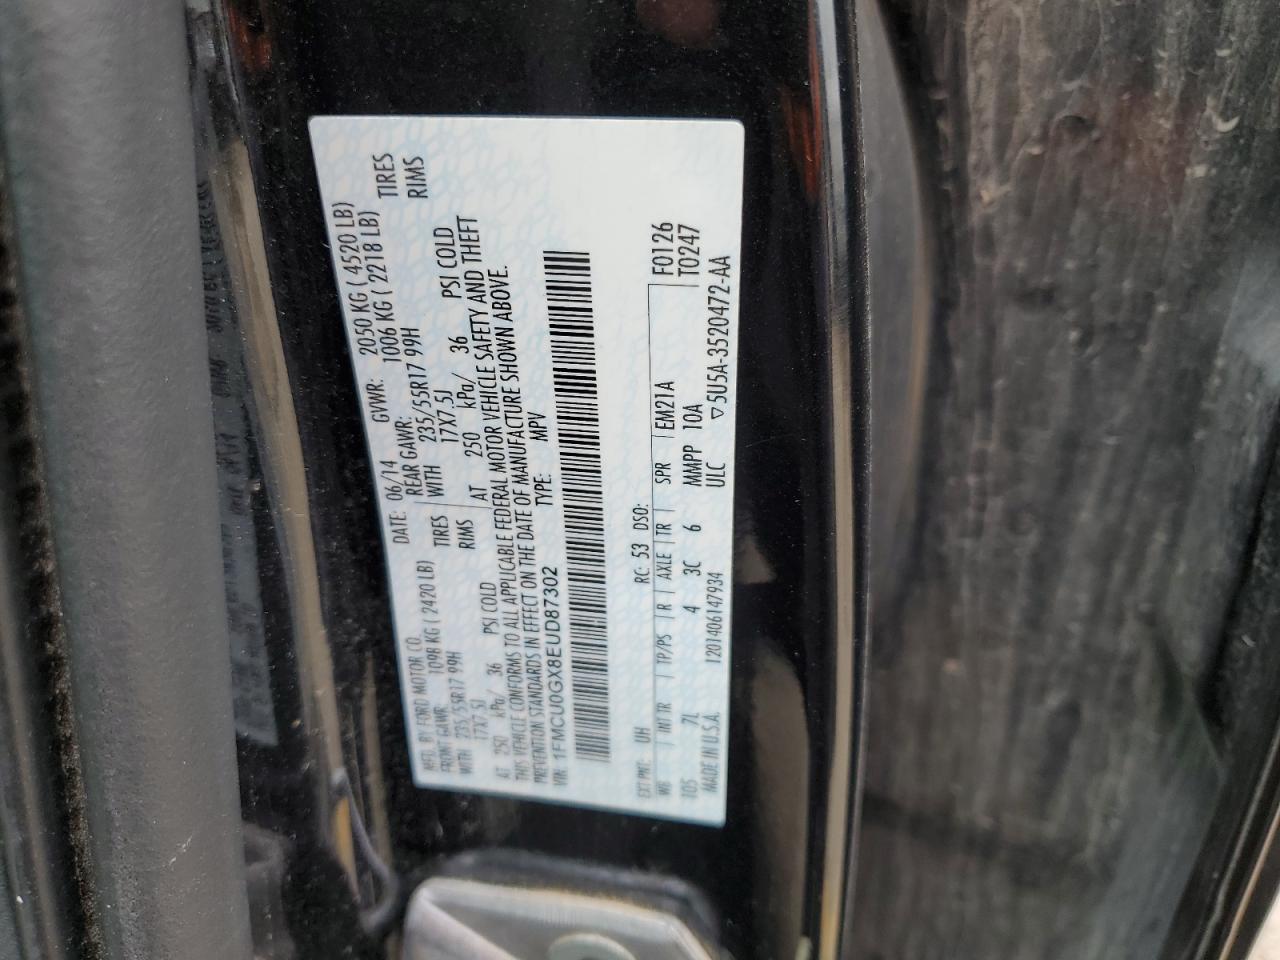 MFD. BY FORD MOTOR CO. DATE: 06/14 GVWR: 2050 KG ( 4520 LB)
FRONT GAWR: 1098 KG ( 2420 LB) REAR GAWR: 1006 KG ( 2218 LB)
WITH 235/55R17 99H TIRES WITH 235/55R17 99H TIRES
17X7.5J RIMS 17X7.5J RIMS
AT 250 kPa/ 36 PSI COLD AT 250 kPa/ 36 PSI COLD
THIS VEHICLE CONFORMS TO ALL APPLICABLE FEDERAL MOTOR VEHICLE SAFETY AND THEFT
PREVENTION STANDARDS IN EFFECT ON THE DATE OF MANUFACTURE SHOWN ABOVE.
VIN: 1FMCU0GX8EUD87302 TYPE: MPV
EXT PNT: UH RC: 53 DSO: F0126
WB INT TR TP/PS R AXLE TR SPR EM21A T0247
105 7L 4 3C 6 MMPP 10A
MADE IN U.S.A. 120140614793​4 ULC ▽5U5A-3520472-AA